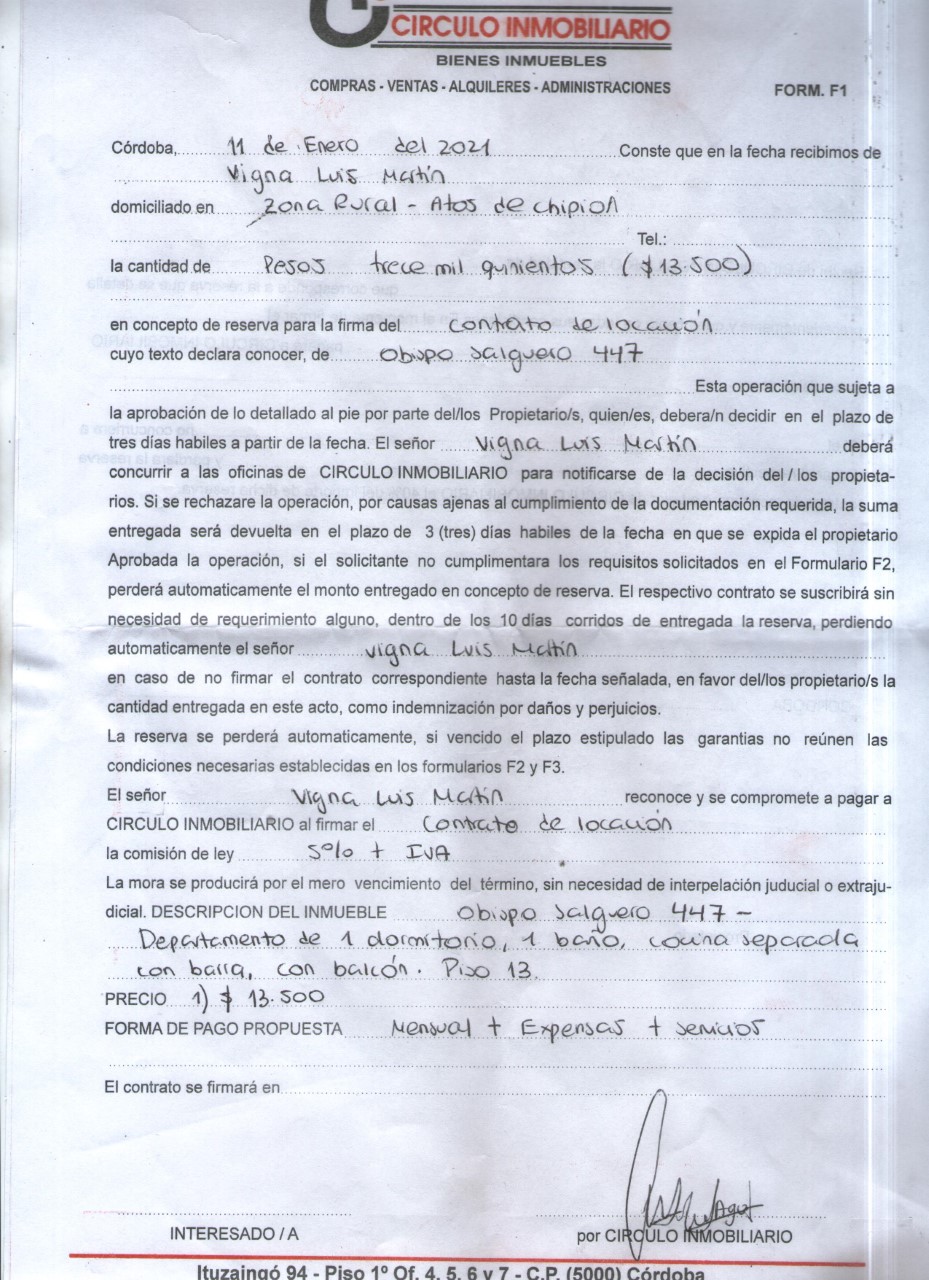 CIRCULO INMOBILIARIO
BIENES INMUEBLES
COMPRAS - VENTAS - ALQUILERES - ADMINISTRACIONES
FORM. F1
Córdoba, 11 de Enero del 2021 Conste que en la fecha recibimos de
Vigna Luis Martín
domiciliado en Zona Rural - Atos de chipion
Tel.:
la cantidad de Pesos trece mil quinientos ($13.500)
en concepto de reserva para la firma del contrato de locación
cuyo texto declara conocer, de Obispo Salguero 447
Esta operación que sujeta a
la aprobación de lo detallado al pie por parte del/los Propietario/s, quien/es, debera/n decidir en el plazo de
tres días habiles a partir de la fecha. El señor Vigna Luis Martín deberá
concurrir a las oficinas de CIRCULO INMOBILIARIO para notificarse de la decisión del / los propieta-
rios. Si se rechazare la operación, por causas ajenas al cumplimiento de la documentación requerida, la suma
entregada será devuelta en el plazo de 3 (tres) días habiles de la fecha en que se expida el propietario
Aprobada la operación, si el solicitante no cumplimentara los requisitos solicitados en el Formulario F2,
perderá automaticamente el monto entregado en concepto de reserva. El respectivo contrato se suscribirá sin
necesidad de requerimiento alguno, dentro de los 10 días corridos de entregada la reserva, perdiendo
automaticamente el señor Vigna Luis Martín
en caso de no firmar el contrato correspondiente hasta la fecha señalada, en favor del/los propietario/s la
cantidad entregada en este acto, como indemnización por daños y perjuicios.
La reserva se perderá automaticamente, si vencido el plazo estipulado las garantias no reúnen las
condiciones necesarias establecidas en los formularios F2 y F3.
El señor Vigna Luis Martín reconoce y se compromete a pagar a
CIRCULO INMOBILIARIO al firmar el Contrato de locación
la comisión de ley 5% + IVA
La mora se producirá por el mero vencimiento del término, sin necesidad de interpelación juducial o extraju-
dicial. DESCRIPCION DEL INMUEBLE Obispo Salguero 447 -
Departamento de 1 dormitorio, 1 baño, cocina separada
con barra, con balcón. Piso 13.
PRECIO 1) $ 13.500
FORMA DE PAGO PROPUESTA Mensual + Expensas + servicios
El contrato se firmará en
INTERESADO / A
por CIRCULO INMOBILIARIO
Ituzaingó 94 - Piso 1º Of. 4, 5, 6 y 7 - C.P. (5000) Córdoba